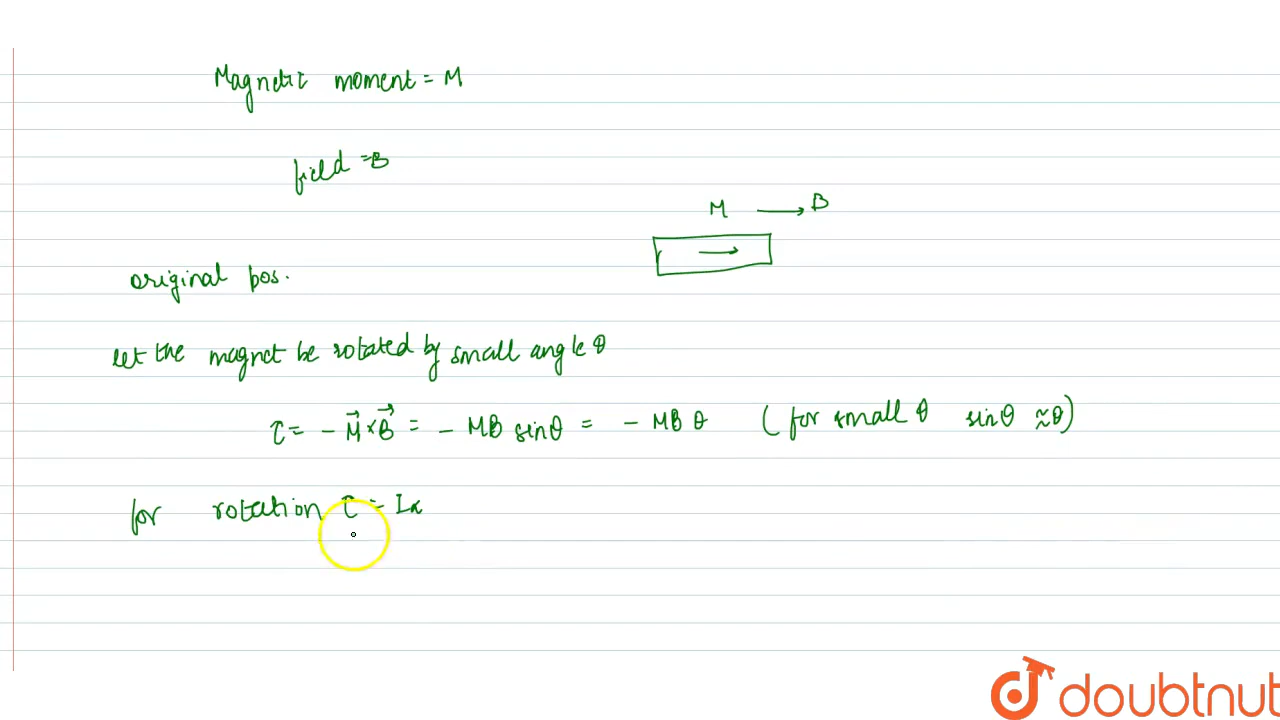 Magnetic moment = M
field = B
M → B
original pos.
let the magnet be rotated by small angle θ
τ = - M⃗ × B⃗ = - MB sinθ = - MB θ (for small θ sinθ ≈ θ)
for rotation τ = Iα
doubtnut